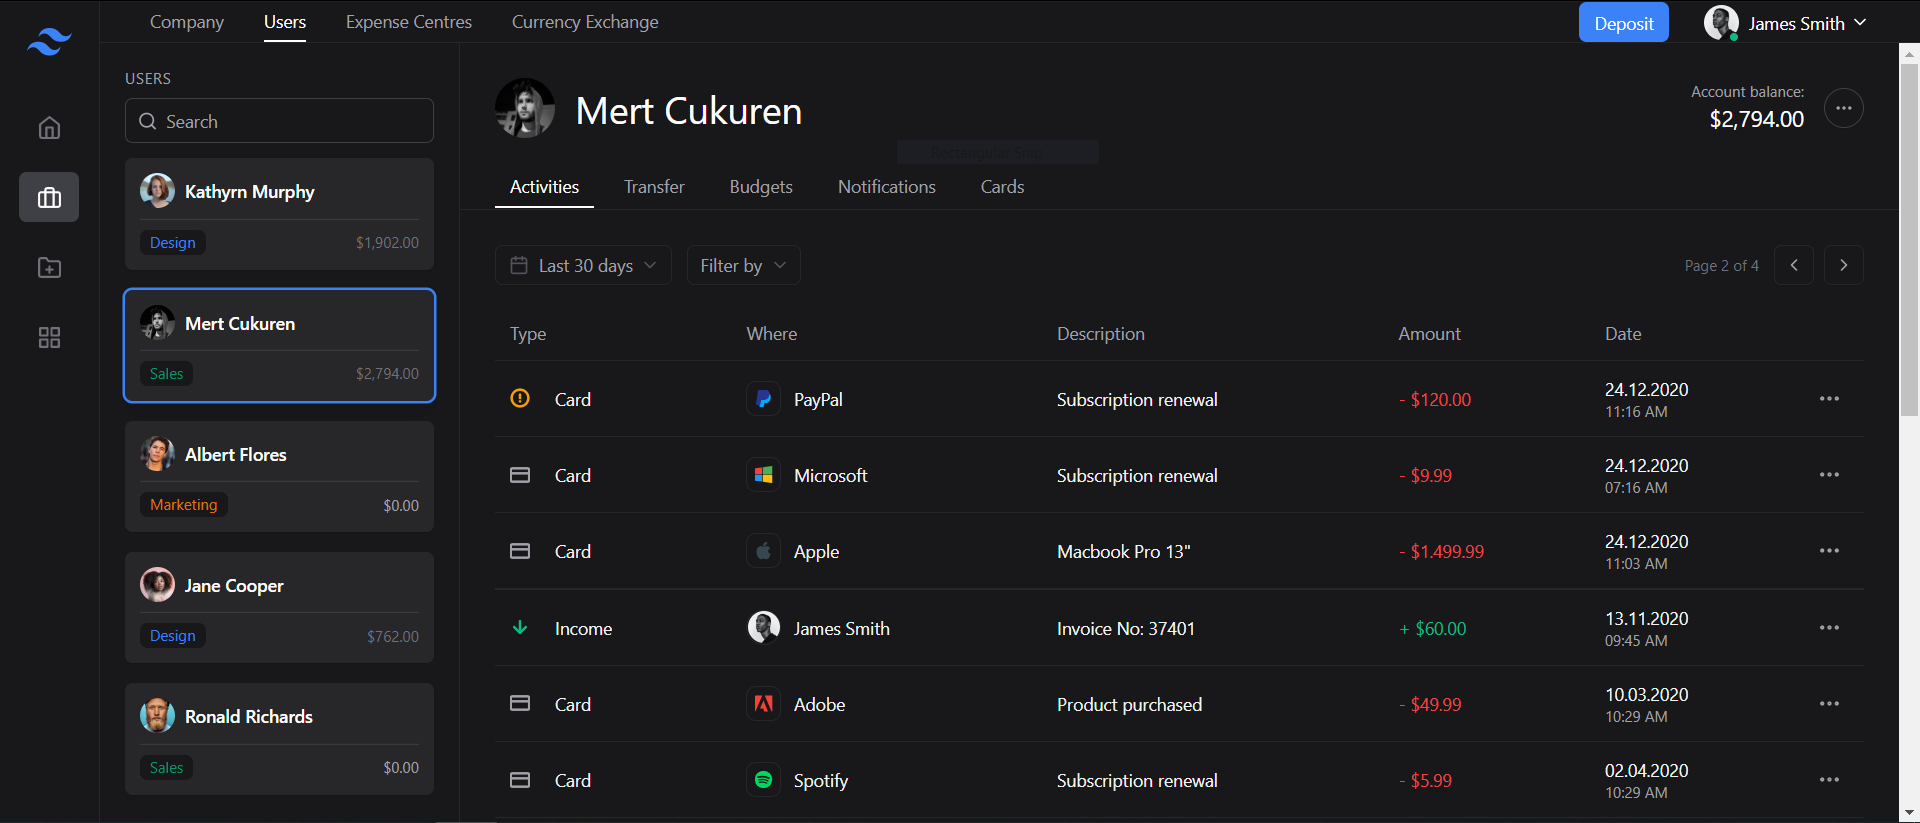 Company Users Expense Centres Currency Exchange Deposit James Smith
USERS
Search
Kathyrn Murphy
Design $1,902.00
Mert Cukuren
Sales $2,794.00
Albert Flores
Marketing $0.00
Jane Cooper
Design $762.00
Ronald Richards
Sales $0.00
Mert Cukuren
Account balance:
$2,794.00
Rectangular Snip
Activities Transfer Budgets Notifications Cards
Last 30 days Filter by Page 2 of 4
Type Where Description Amount Date
Card PayPal Subscription renewal - $120.00 24.12.2020
11:16 AM
Card Microsoft Subscription renewal - $9.99 24.12.2020
07:16 AM
Card Apple Macbook Pro 13" - $1.499.99 24.12.2020
11:03 AM
Income James Smith Invoice No: 37401 + $60.00 13.11.2020
09:45 AM
Card Adobe Product purchased - $49.99 10.03.2020
10:29 AM
Card Spotify Subscription renewal - $5.99 02.04.2020
10:29 AM